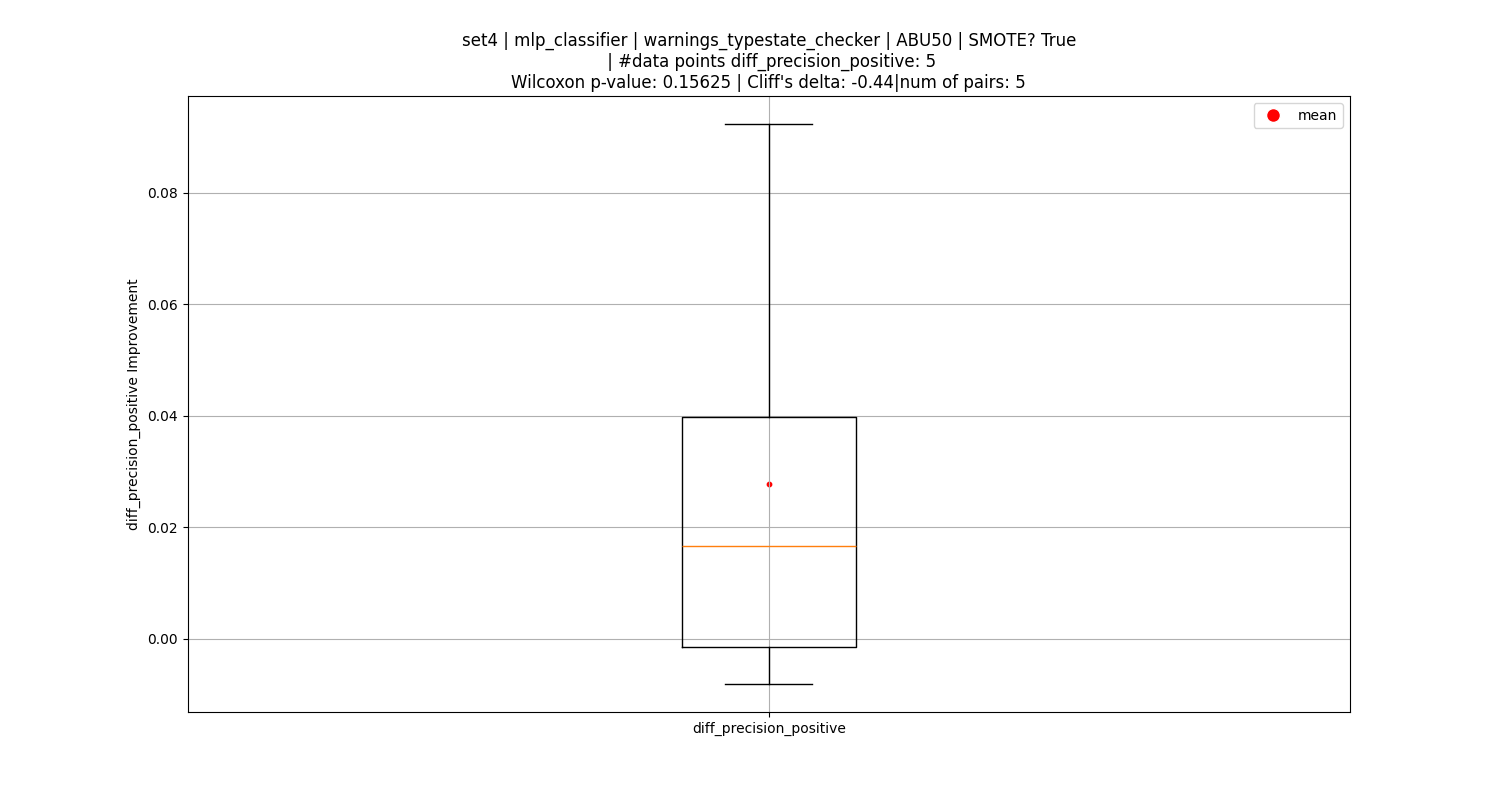 set4 | mlp_classifier | warnings_typestate_checker | ABU50 | SMOTE? True
| #data points diff_precision_positive: 5
Wilcoxon p-value: 0.15625 | Cliff's delta: -0.44|num of pairs: 5
mean
0.08
0.06
0.04
0.02
0.00
diff_precision_positive Improvement
diff_precision_positive